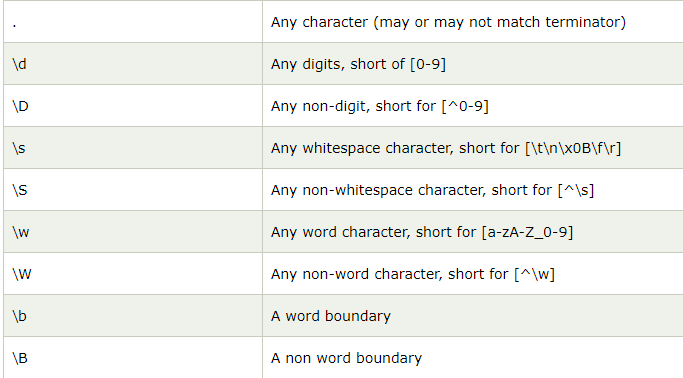 . Any character (may or may not match terminator)
\d Any digits, short of [0-9]
\D Any non-digit, short for [^0-9]
\s Any whitespace character, short for [\t\n\x0B\f\r]
\S Any non-whitespace character, short for [^\s]
\w Any word character, short for [a-zA-Z_0-9]
\W Any non-word character, short for [^\w]
\b A word boundary
\B A non word boundary